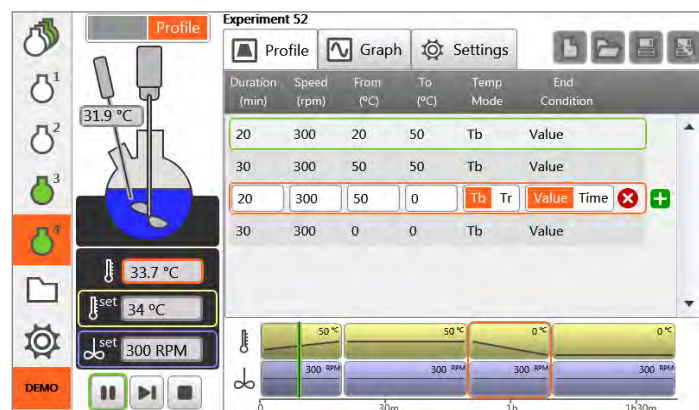 Experiment 52
Profile
Profile Graph Settings
Duration (min) Speed (rpm) From (ºC) To (ºC) Temp Mode End Condition
1
2
3
4
31.9 °C
20 300 20 50 Tb Value
30 300 50 50 Tb Value
20 300 50 0 Tb Tr Value Time
30 300 0 0 Tb Value
33.7 °C
set 34 ºC
set 300 RPM
DEMO
50 °C 50 °C 0 °C 0 °C
300 RPM 300 RPM 300 RPM 300 RPM
0 30m 1h 1h30m